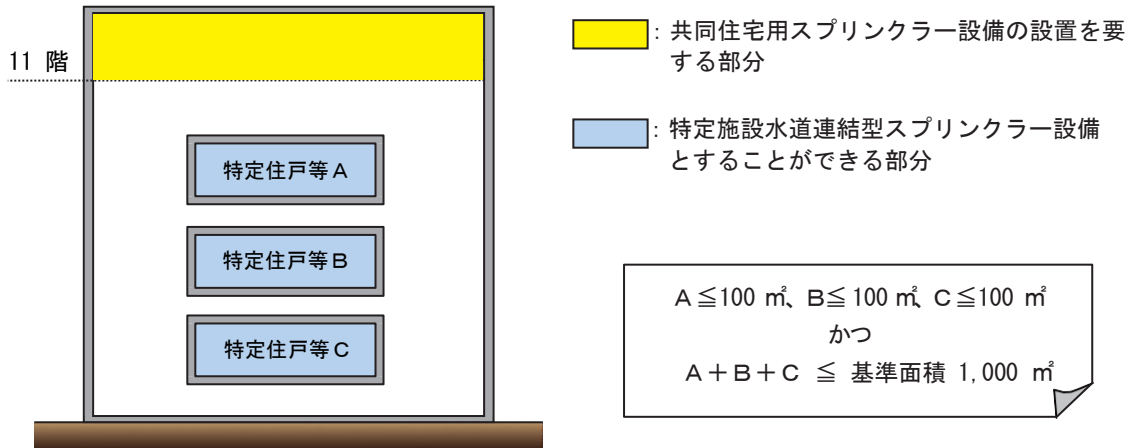 11 階
特定住戸等A
特定住戸等B
特定住戸等C
：共同住宅用スプリンクラー設備の設置を要
する部分
：特定施設水道連結型スプリンクラー設備
とすることができる部分
A≦100 ㎡、B≦100 ㎡、C≦100 ㎡
かつ
A＋B＋C ≦ 基準面積 1,000 ㎡